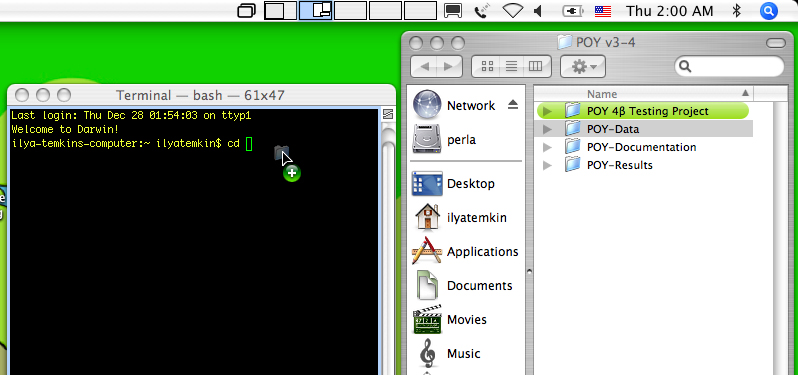 Thu 2:00 AM
Terminal — bash — 61x47
Last login: Thu Dec 28 01:54:03 on ttyp1
Welcome to Darwin!
ilya-temkins-computer:~ ilyatemkin$ cd
POY v3-4
Network
perla
Desktop
ilyatemkin
Applications
Documents
Movies
Music
Name
POY 4β Testing Project
POY-Data
POY-Documentation
POY-Results